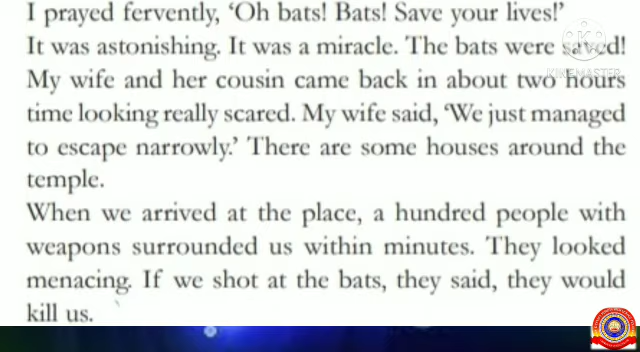 I prayed fervently, ‘Oh bats! Bats! Save your lives!’
It was astonishing. It was a miracle. The bats were saved!
My wife and her cousin came back in about two hours
time looking really scared. My wife said, ‘We just managed
to escape narrowly.’ There are some houses around the
temple.
When we arrived at the place, a hundred people with
weapons surrounded us within minutes. They looked
menacing. If we shot at the bats, they said, they would
kill us.
KINEMASTER